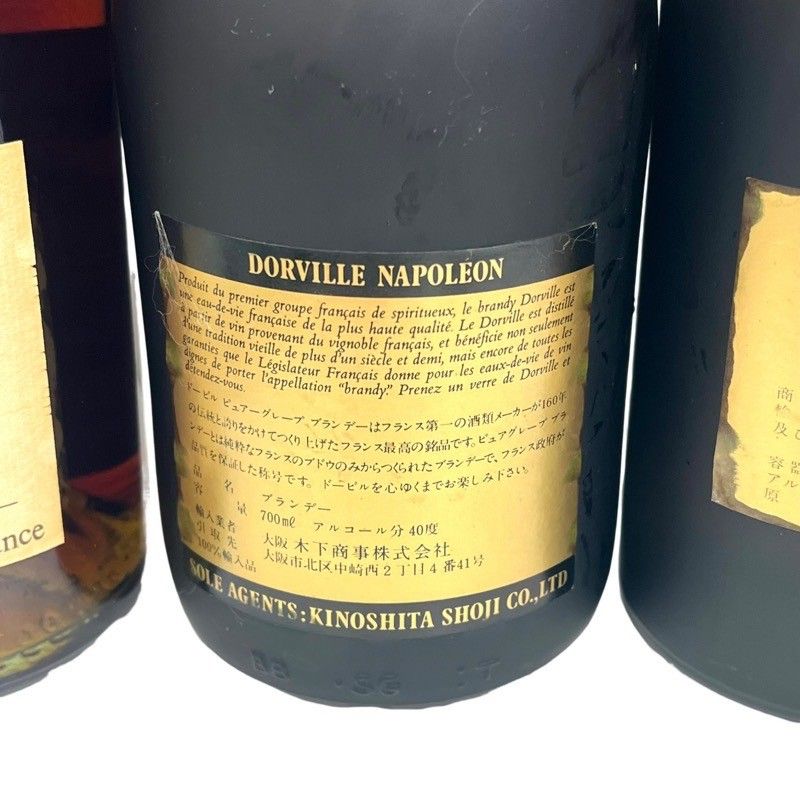 DORVILLE NAPOLÉON
Produit du premier groupe français de spiritueux, le brandy Dorville est
une eau-de-vie française de la plus haute qualité. Le Dorville est distillé
à partir de vin provenant du vignoble français, et bénéficie non seulement
d'une tradition vieille de plus d'un siècle et demi, mais encore de toutes les
garanties que le Législateur Français donne pour les eaux-de-vie de vin
dignes de porter l'appellation "brandy." Prenez un verre de Dorville et
détendez-vous.
ドービル ピュアーグレープ ブランデーはフランス第一の酒類メーカーが160年
の伝統と誇りをかけてつくり上げたフランス最高の銘品です。ピュアグレープ ブラ
ンデーとは純粋なフランスのブドウのみからつくられたブランデーで、フランス政府が
品質を保証した称号です。ドービルを心ゆくまでお楽しみ下さい。
品名 ブランデー
容量 700ml アルコール分 40度
輸入業者
引取先 大阪 木下商事株式会社
100%輸入品 大阪市北区中崎西2丁目4番41号
SOLE AGENTS: KINOSHITA SHOJI CO., LTD
ance
商
輸
及び
容器
アル
原